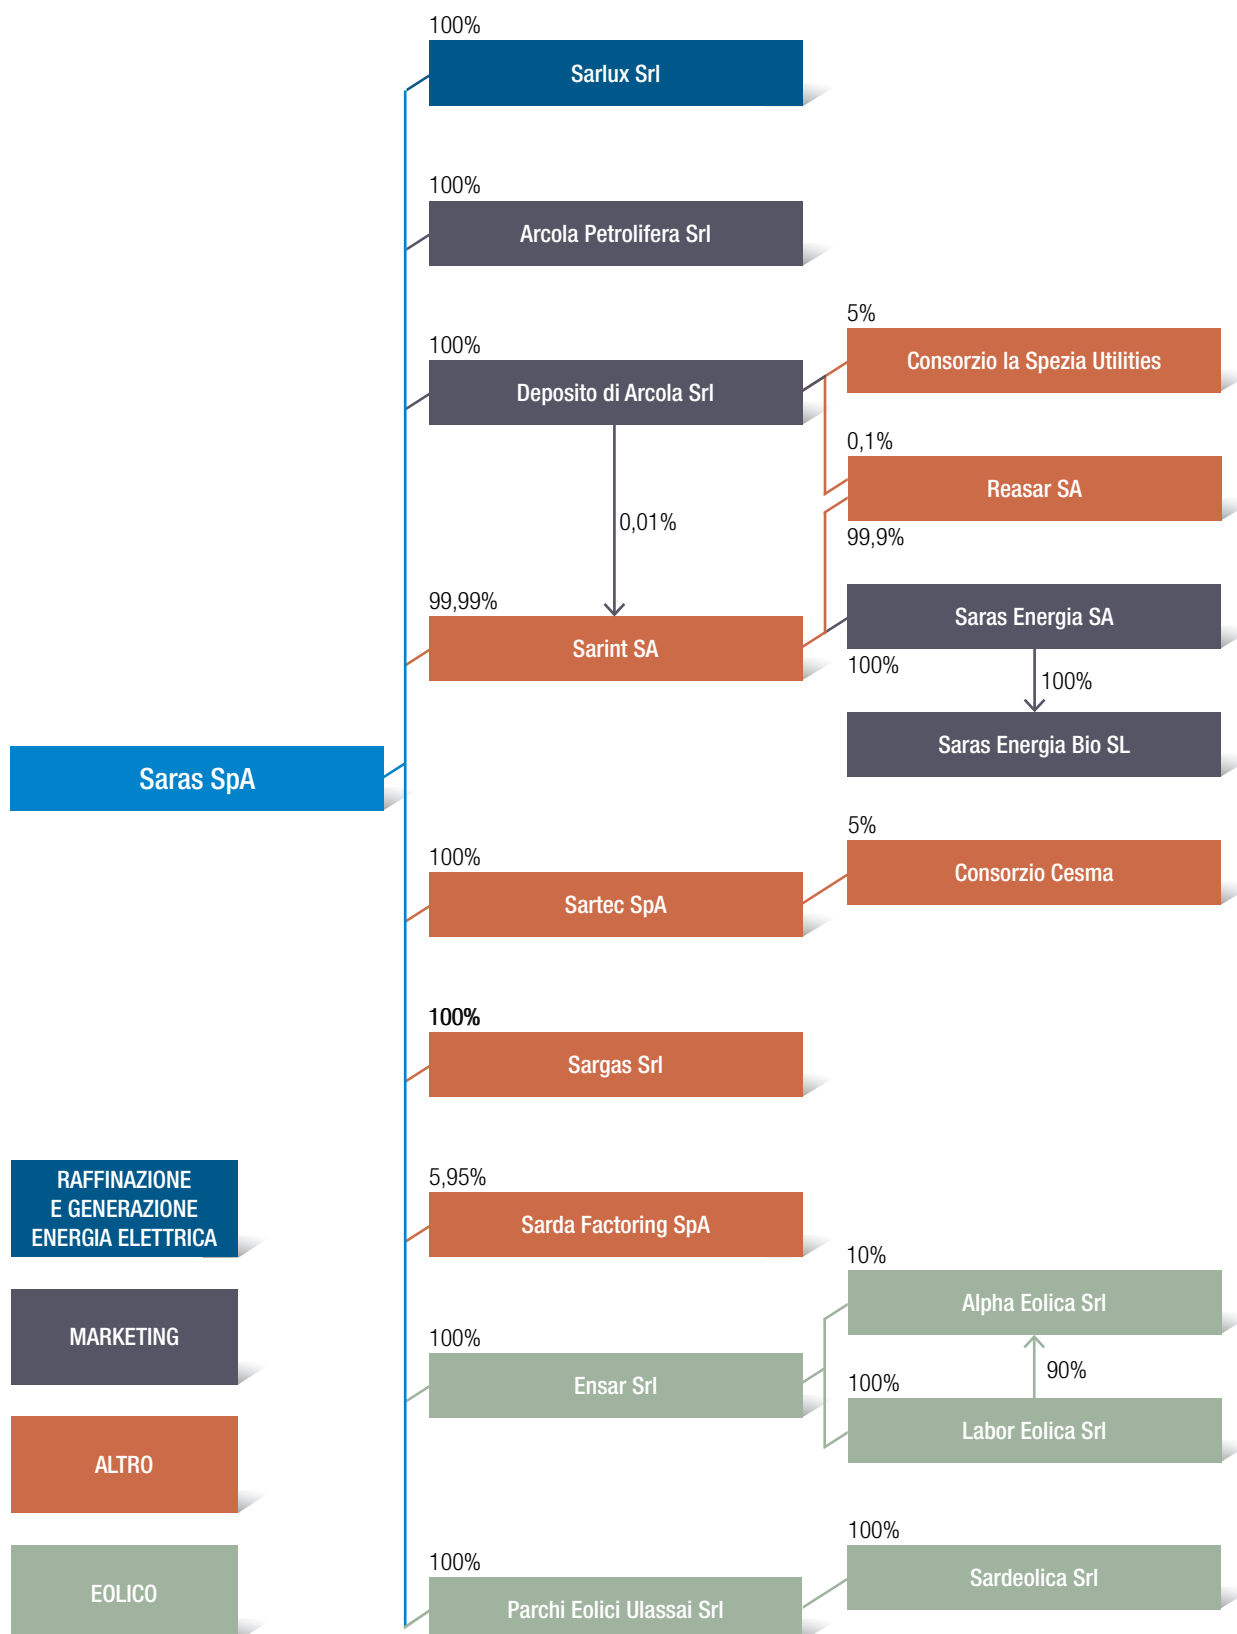 100%
Sarlux Srl
100%
Arcola Petrolifera Srl
5%
Consorzio la Spezia Utilities
100%
Deposito di Arcola Srl
0,1%
Reasar SA
0,01%
99,9%
99,99%
Sarint SA
Saras Energia SA
100%
100%
Saras Energia Bio SL
Saras SpA
5%
Consorzio Cesma
100%
Sartec SpA
100%
Sargas Srl
5,95%
Sarda Factoring SpA
10%
Alpha Eolica Srl
100%
Ensar Srl
90%
100%
Labor Eolica Srl
100%
Sardeolica Srl
100%
Parchi Eolici Ulassai Srl
RAFFINAZIONE
E GENERAZIONE
ENERGIA ELETTRICA
MARKETING
ALTRO
EOLICO